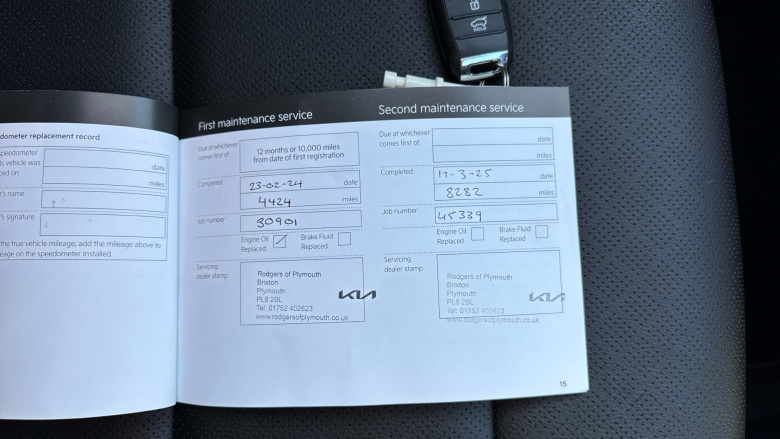 HOLD
dometer replacement record
peedometer
is vehicle was
ced on
date
miles
r's name
's signature
the true vehicle mileage, add the mileage above to
eage on the speedometer installed.
First maintenance service
Due at whichever
comes first of
12 months or 10,000 miles
from date of first registration
Completed
23-02-24 date
4424 miles
Job number
30901
Engine Oil
Replaced
Brake Fluid
Replaced
Servicing
dealer stamp
Rodgers of Plymouth
Brixton
Plymouth
PL8 2BL
Tel: 01752 402623
www.rodgersofplymouth.co.uk
KIA
Second maintenance service
Due at whichever
comes first of
date
miles
Completed
17-3-25 date
8282 miles
Job number
45339
Engine Oil
Replaced
Brake Fluid
Replaced
Servicing
dealer stamp
Rodgers of Plymouth
Brixton
Plymouth
PL8 2BL
Tel: 01752 402623
www.rodgersofplymouth.co.uk
KIA
15